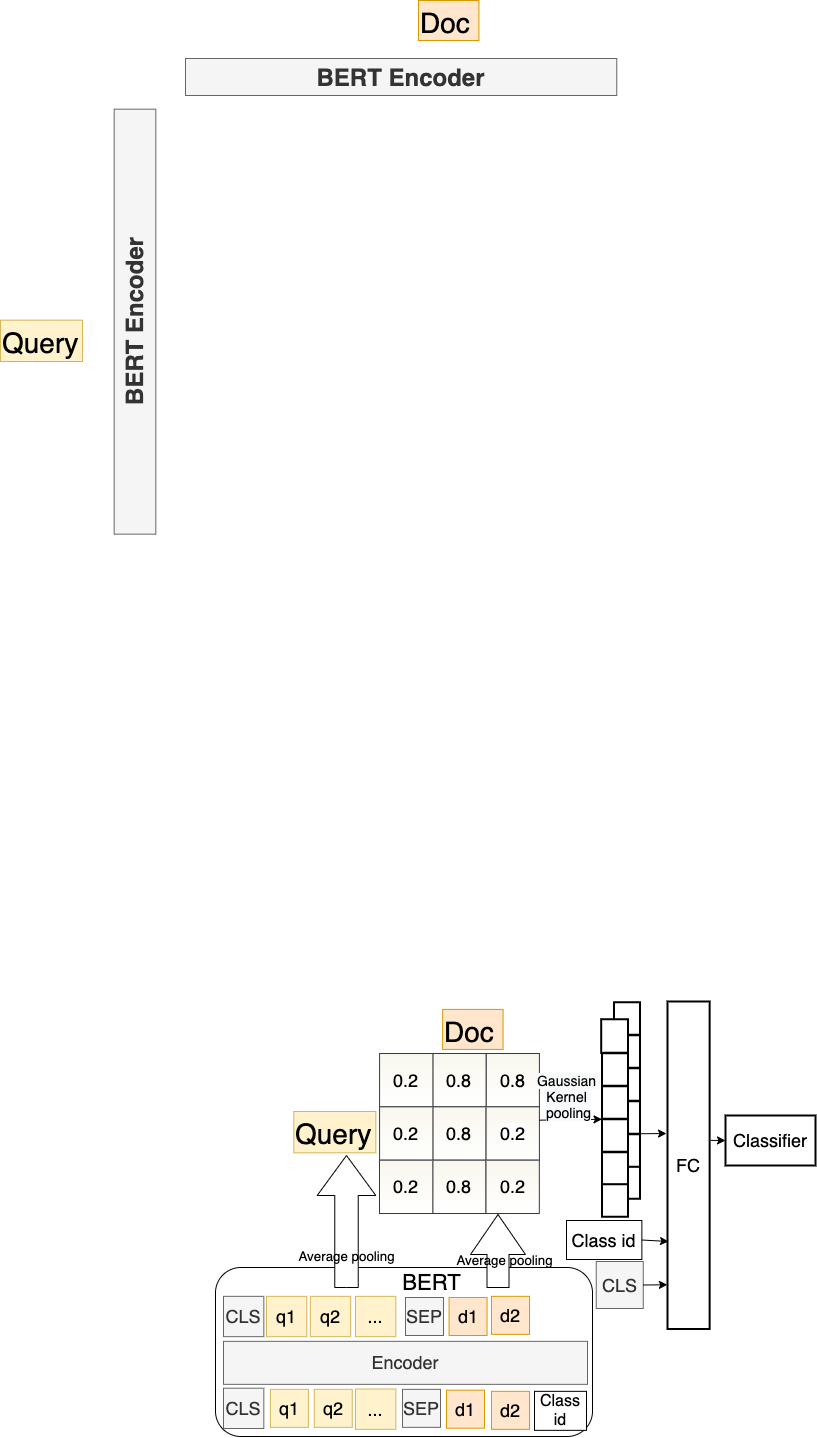 Doc
BERT Encoder
BERT Encoder
Query
Doc
0.2 0.8 0.8
Gaussian
Kernel
pooling
Query
0.2 0.8 0.2
0.2 0.8 0.2
FC
Classifier
Class id
CLS
Average pooling
Average pooling
BERT
CLS q1 q2 ... SEP d1 d2
Encoder
CLS q1 q2 ... SEP d1 d2 Class
id